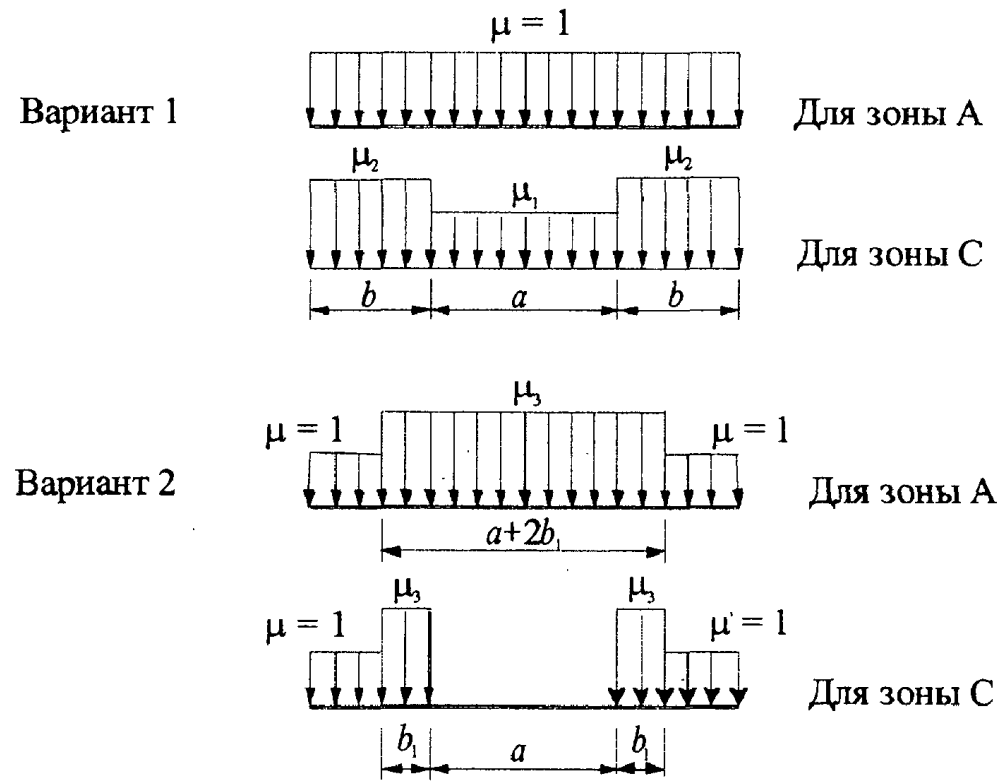 μ = 1
Вариант 1
Для зоны А
μ₂ μ₁ μ₂
Для зоны С
b a b
μ₃
μ = 1 μ = 1
Вариант 2
Для зоны А
a+2b₁
μ₃ μ₃
μ = 1 μ = 1
Для зоны С
b₁ a b₁